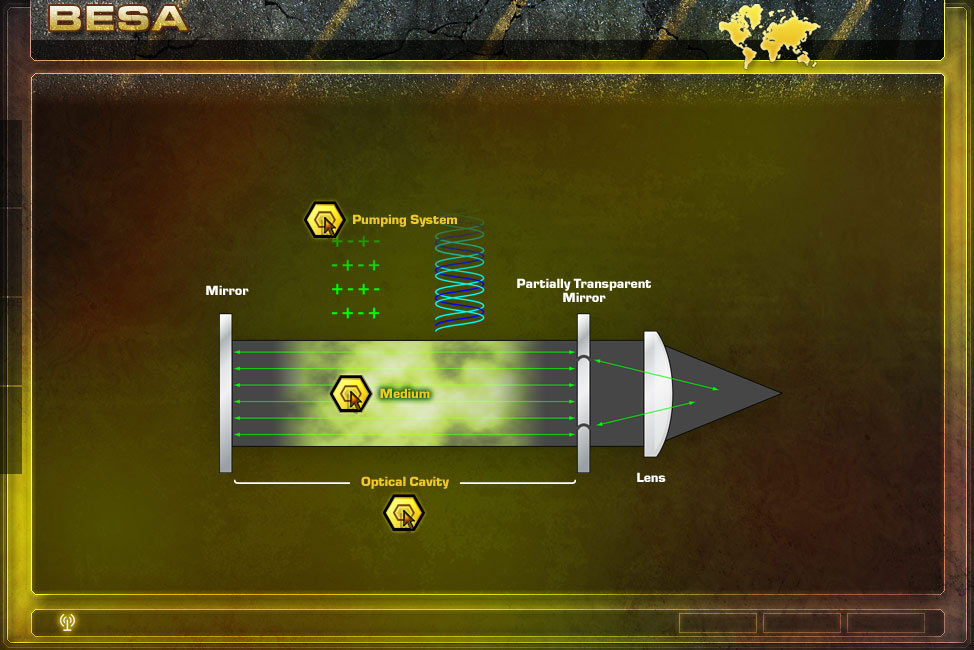 BESA
Pumping System
Mirror
Partially Transparent
Mirror
Medium
Optical Cavity
Lens